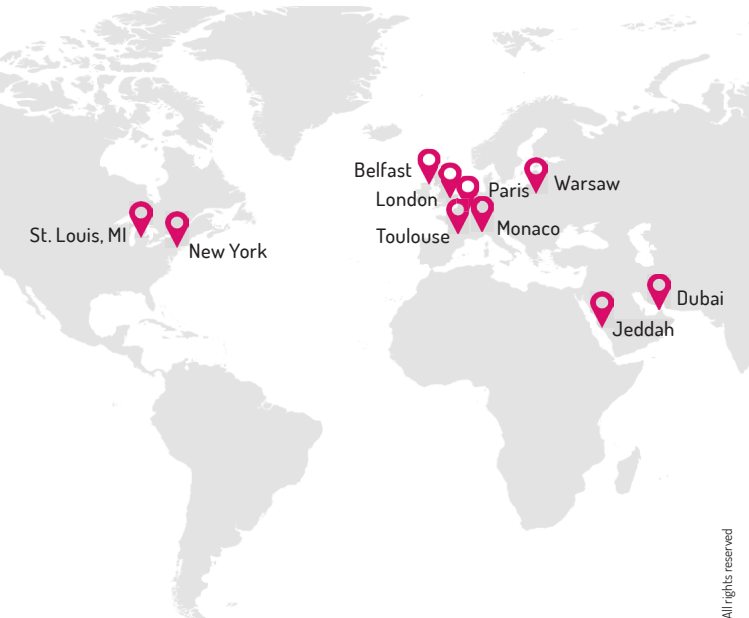 Belfast
London
Paris
Warsaw
St. Louis, MI
New York
Toulouse
Monaco
Dubai
Jeddah
All rights reserved